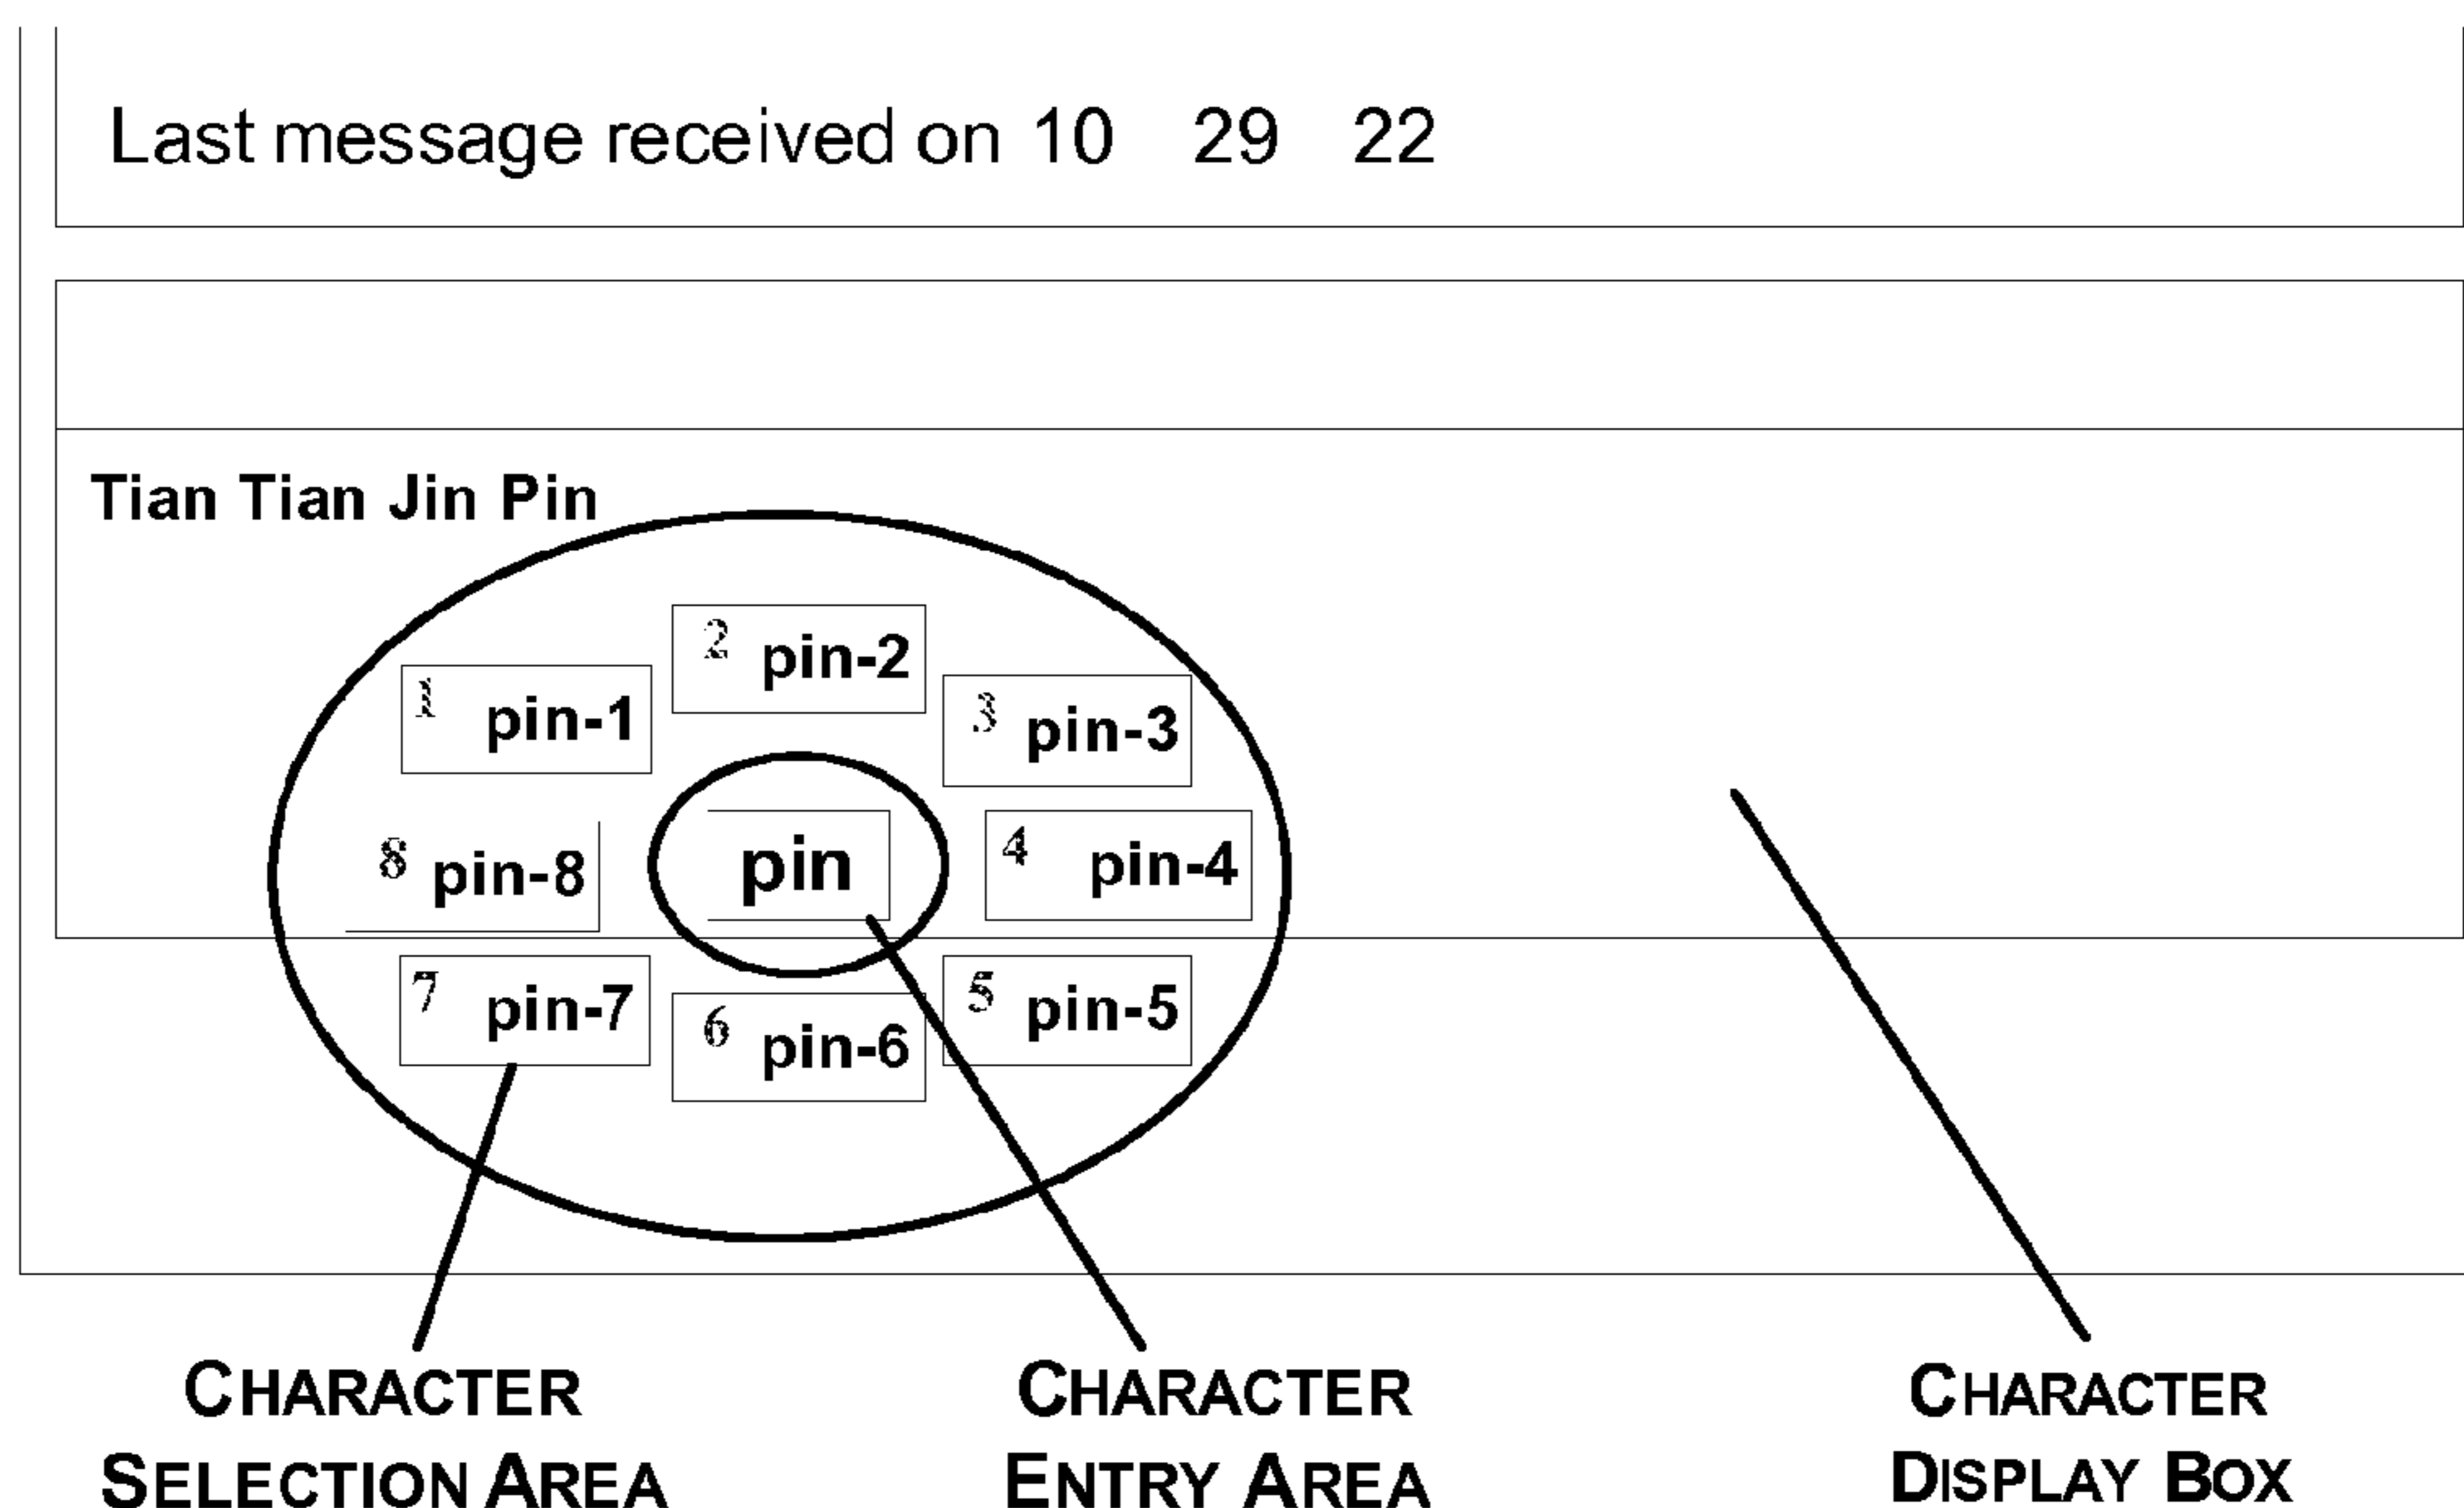 Last message received on 10 29 22
Tian Tian Jin Pin
2 pin-2
1 pin-1
3 pin-3
8 pin-8
pin
4 pin-4
7 pin-7
6 pin-6
5 pin-5
CHARACTER SELECTION AREA
CHARACTER ENTRY AREA
CHARACTER DISPLAY BOX